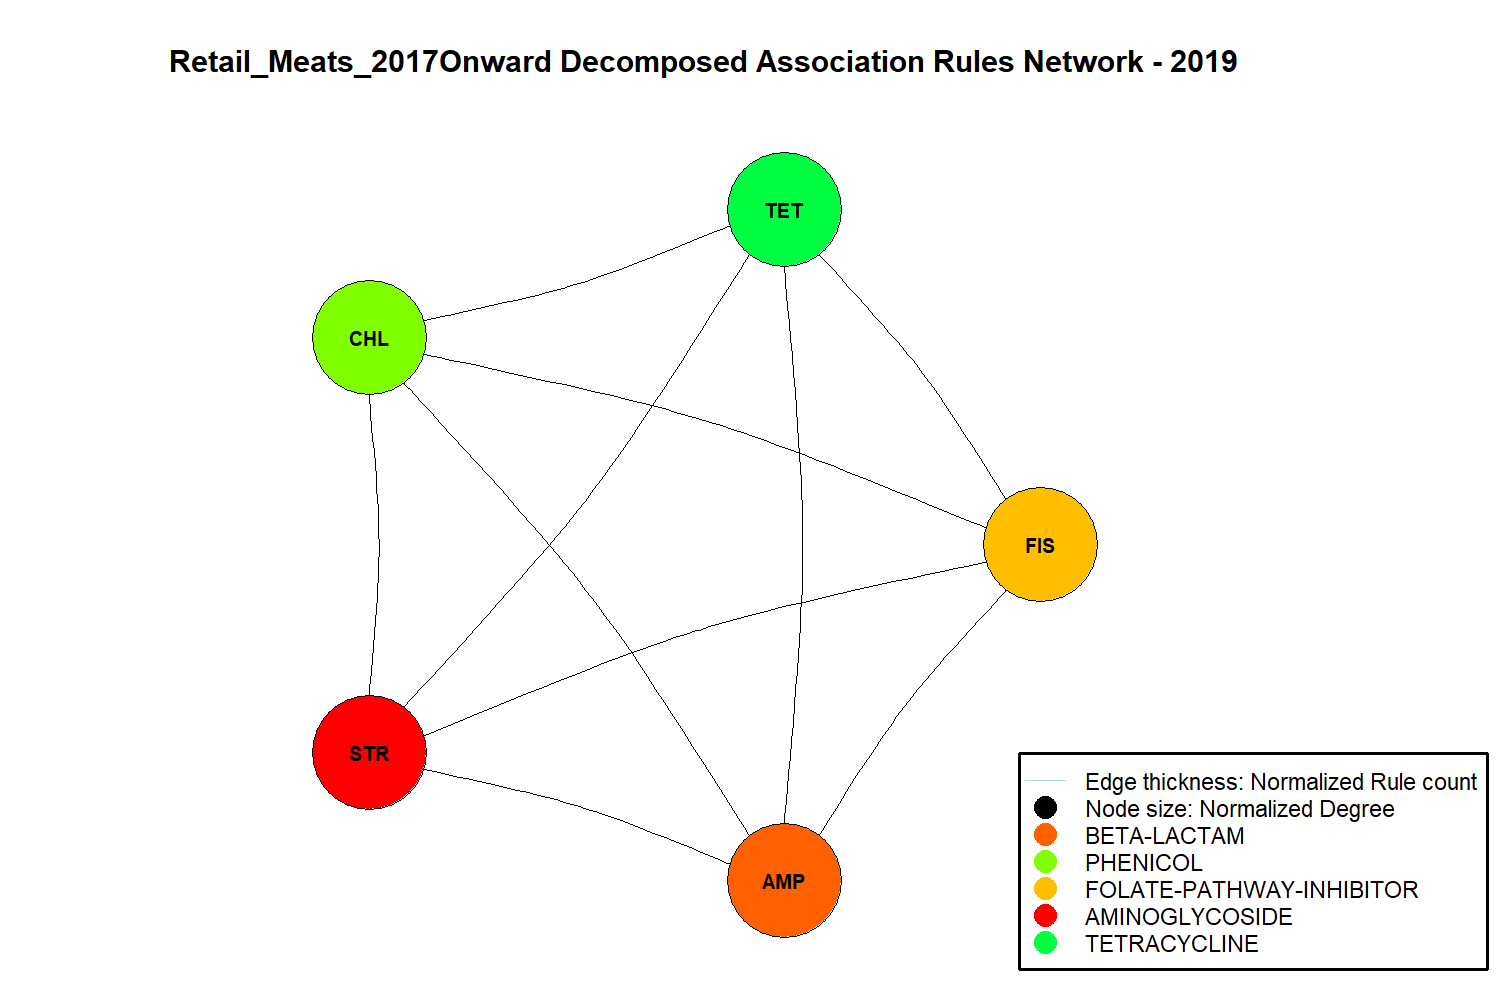 Retail_Meats_2017Onward Decomposed Association Rules Network - 2019
TET
CHL
FIS
STR
AMP
Edge thickness: Normalized Rule count
Node size: Normalized Degree
BETA-LACTAM
PHENICOL
FOLATE-PATHWAY-INHIBITOR
AMINOGLYCOSIDE
TETRACYCLINE